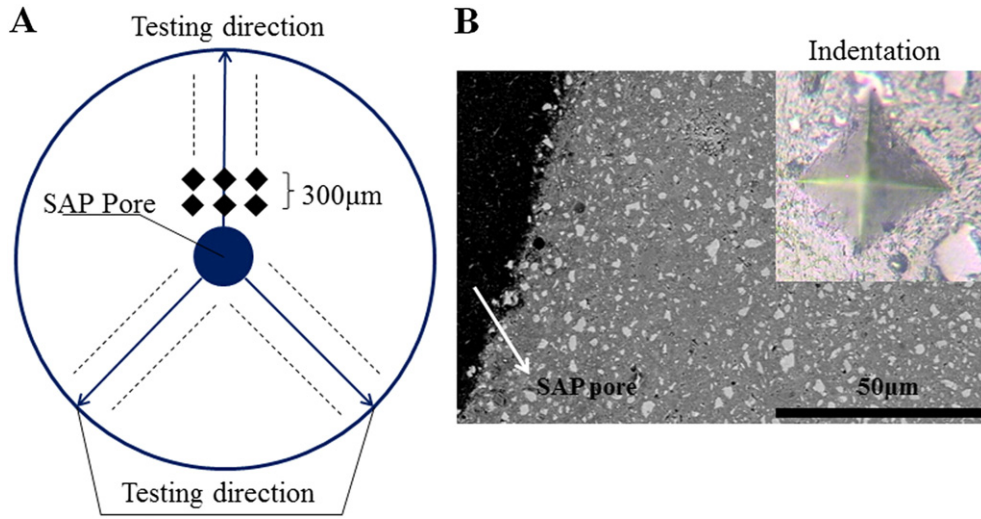 A
Testing direction
SAP Pore
300μm
Testing direction
B
Indentation
SAP pore
50μm